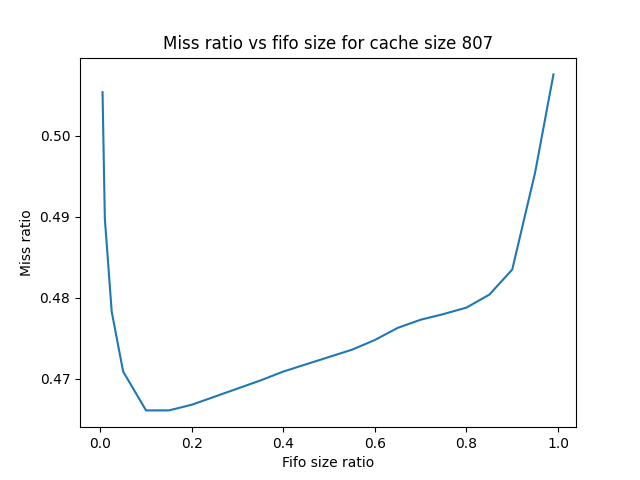 Miss ratio vs fifo size for cache size 807
0.50
0.49
0.48
0.47
Miss ratio
0.0 0.2 0.4 0.6 0.8 1.0
Fifo size ratio